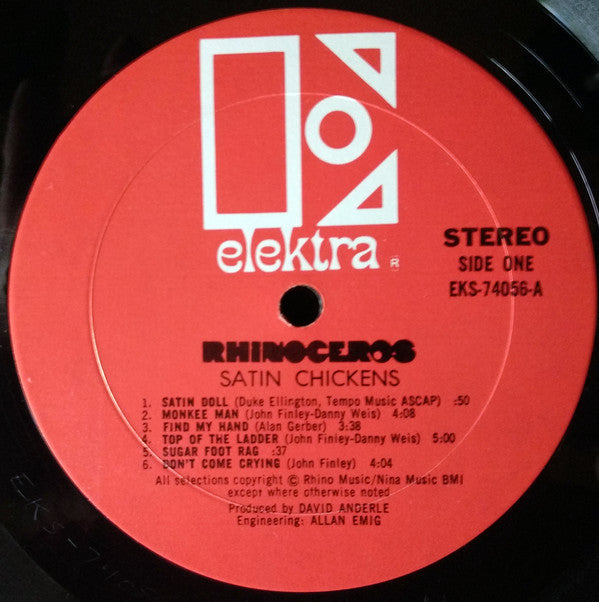 elektra ®
STEREO
SIDE ONE
EKS-74056-A
RHINOCEROS
SATIN CHICKENS
1. SATIN DOLL (Duke Ellington, Tempo Music ASCAP) :50
2. MONKEE MAN (John Finley-Danny Weis) 4:08
3. FIND MY HAND (Alan Gerber) 3:38
4. TOP OF THE LADDER (John Finley-Danny Weis) 5:00
5. SUGAR FOOT RAG :37
6. DON'T COME CRYING (John Finley) 4:04
All selections copyright © Rhino Music/Nina Music BMI
except where otherwise noted
Produced by DAVID ANDERLE
Engineering: ALLAN EMIG